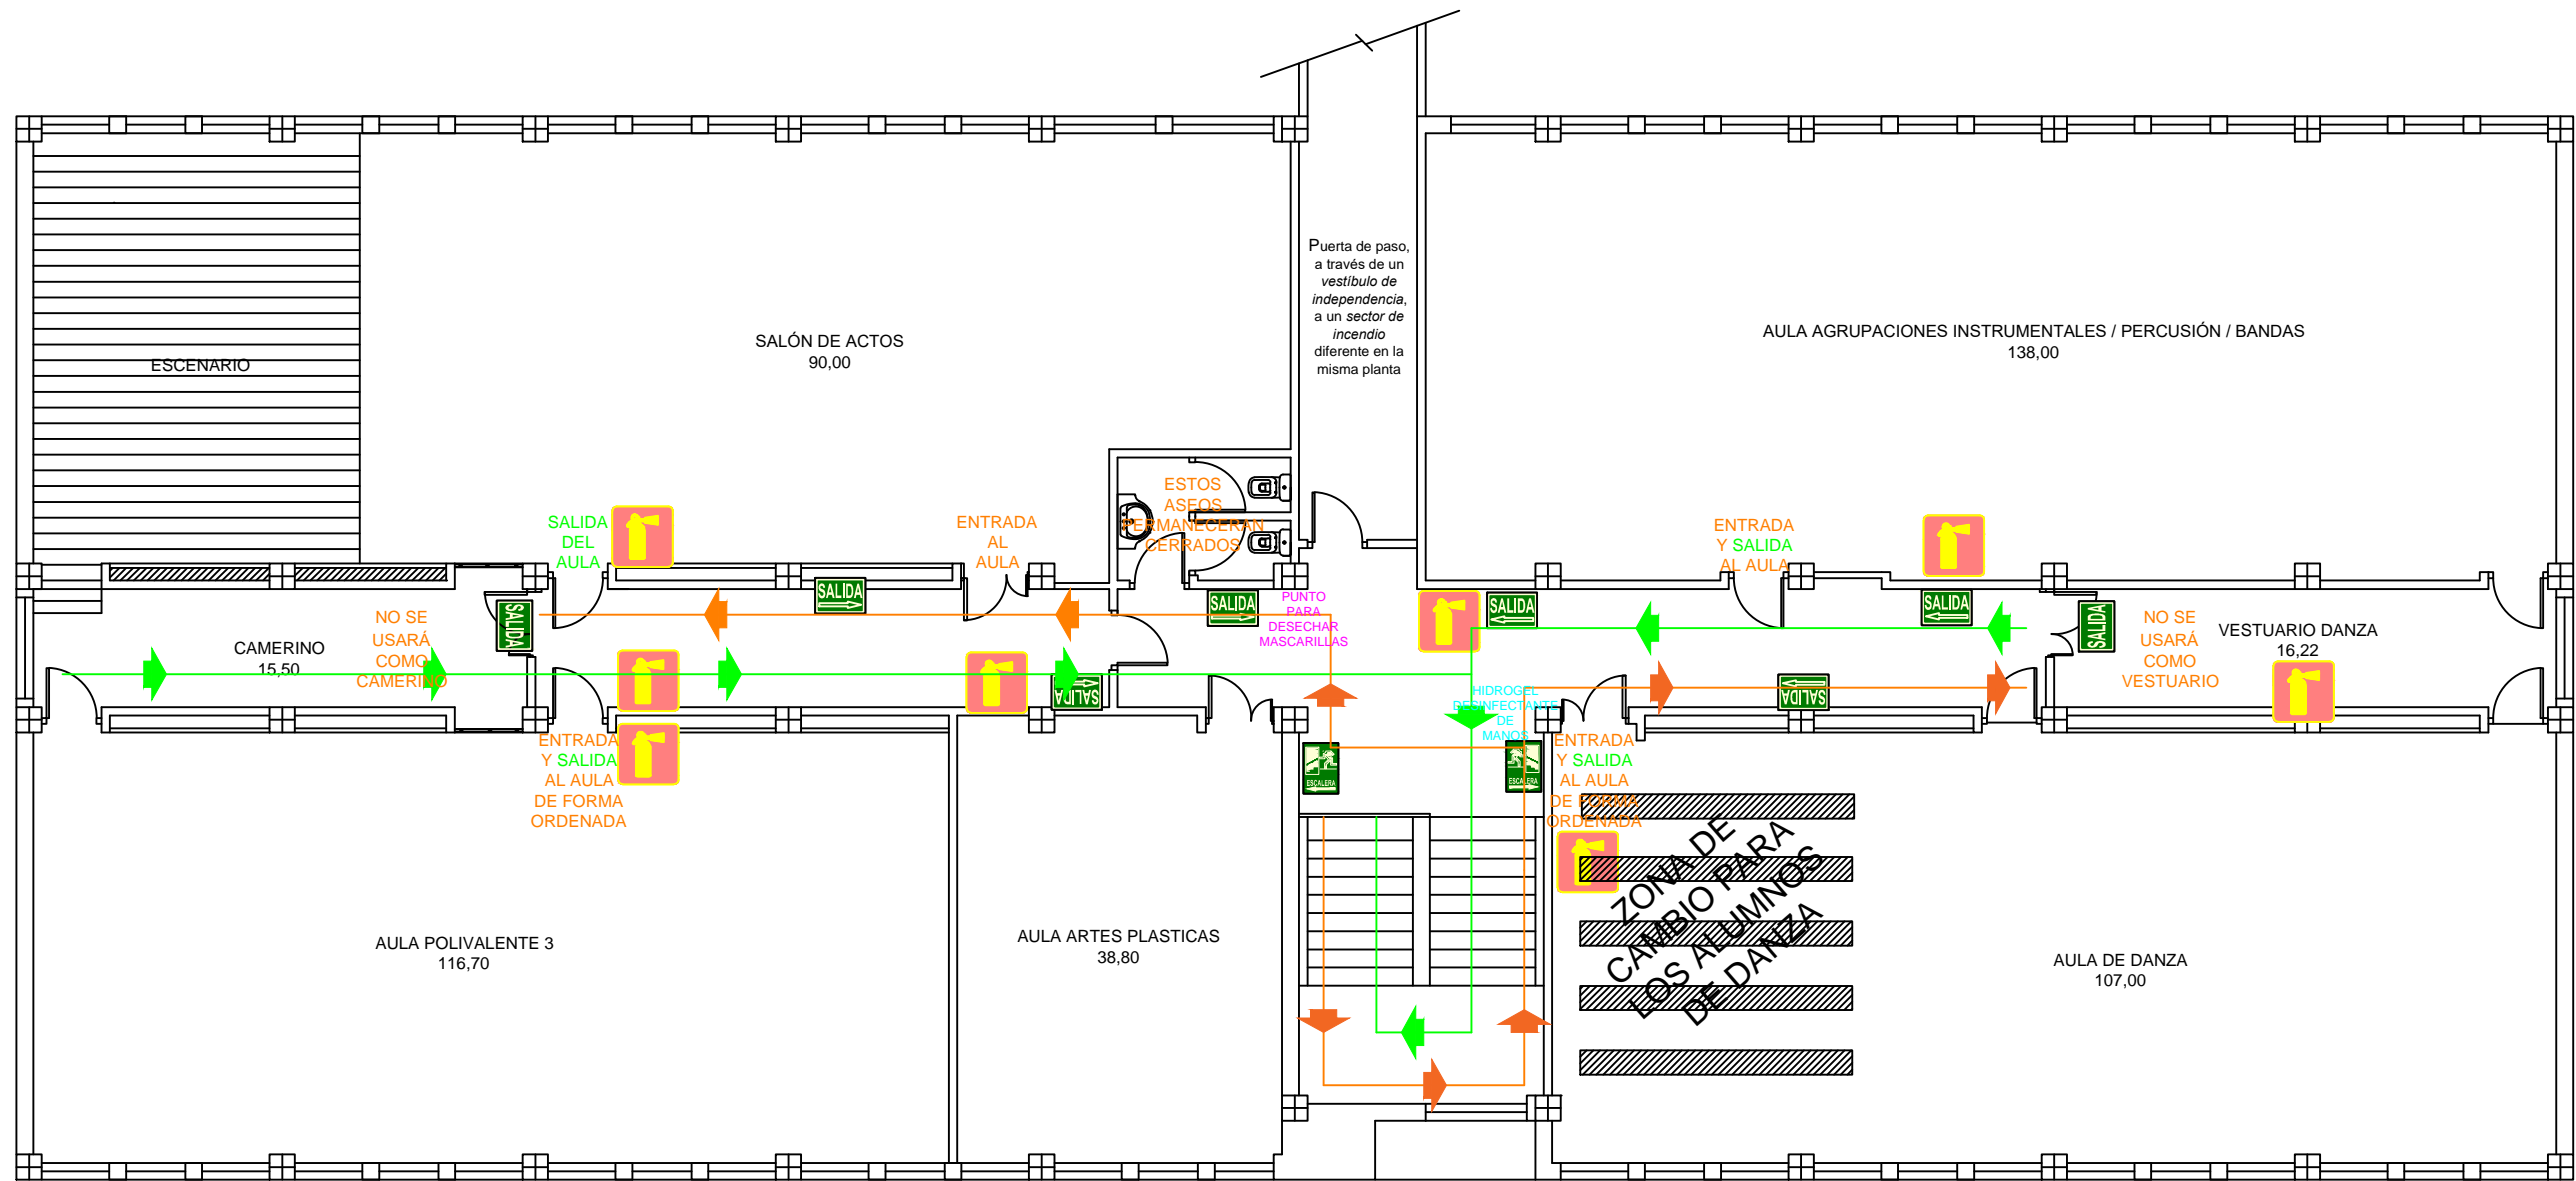 Puerta de paso,
a través de un
vestíbulo de
independencia,
a un sector de
incendio
diferente en la
misma planta
ESCENARIO
SALÓN DE ACTOS
90,00
AULA AGRUPACIONES INSTRUMENTALES / PERCUSIÓN / BANDAS
138,00
SALIDA
DEL
AULA
ENTRADA
AL
AULA
ESTOS
ASEOS
PERMANECERAN
CERRADOS
ENTRADA
Y SALIDA
AL AULA
SALIDA
SALIDA
SALIDA
SALIDA
SALIDA
SALIDA
SALIDA
SALIDA
PUNTO
PARA
DESECHAR
MASCARILLAS
CAMERINO
15,50
NO SE
USARÁ
COMO
CAMERINO
NO SE
USARÁ
COMO
VESTUARIO
VESTUARIO DANZA
16,22
HIDROGEL
DESINFECTANTE
DE
MANOS
ENTRADA
Y SALIDA
AL AULA
DE FORMA
ORDENADA
ESCALERA
ESCALERA
ENTRADA
Y SALIDA
AL AULA
DE FORMA
ORDENADA
ZONA DE
CAMBIO PARA
LOS ALUMNOS
DE DANZA
AULA POLIVALENTE 3
116,70
AULA ARTES PLASTICAS
38,80
AULA DE DANZA
107,00